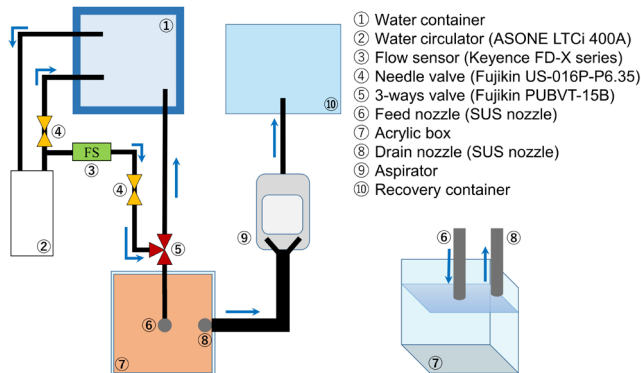 ①
④
FS
③
④
②
⑤
⑥
⑧
⑦
⑩
⑨
① Water container
② Water circulator (ASONE LTCi 400A)
③ Flow sensor (Keyence FD-X series)
④ Needle valve (Fujikin US-016P-P6.35)
⑤ 3-ways valve (Fujikin PUBVT-15B)
⑥ Feed nozzle (SUS nozzle)
⑦ Acrylic box
⑧ Drain nozzle (SUS nozzle)
⑨ Aspirator
⑩ Recovery container
⑥
⑧
⑦